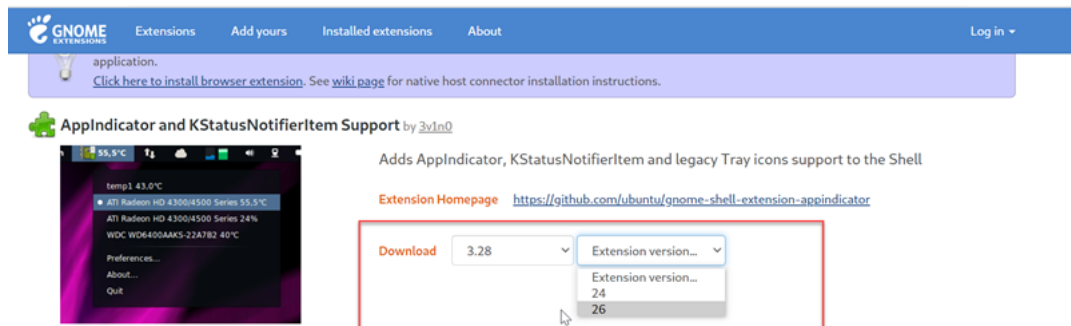 GNOME EXTENSIONS Extensions Add yours Installed extensions About Log in
application.
Click here to install browser extension. See wiki page for native host connector installation instructions.
AppIndicator and KStatusNotifierItem Support by 3v1n0
55,5°C
temp1 43.0°C
ATI Radeon HD 4300/4500 Series 55.5°C
ATI Radeon HD 4300/4500 Series 24%
WDC WD6400AAKS-22A7B2 40°C
Preferences...
About...
Quit
Adds AppIndicator, KStatusNotifierItem and legacy Tray icons support to the Shell
Extension Homepage https://github.com/ubuntu/gnome-shell-extension-appindicator
Download 3.28 Extension version...
Extension version...
24
26